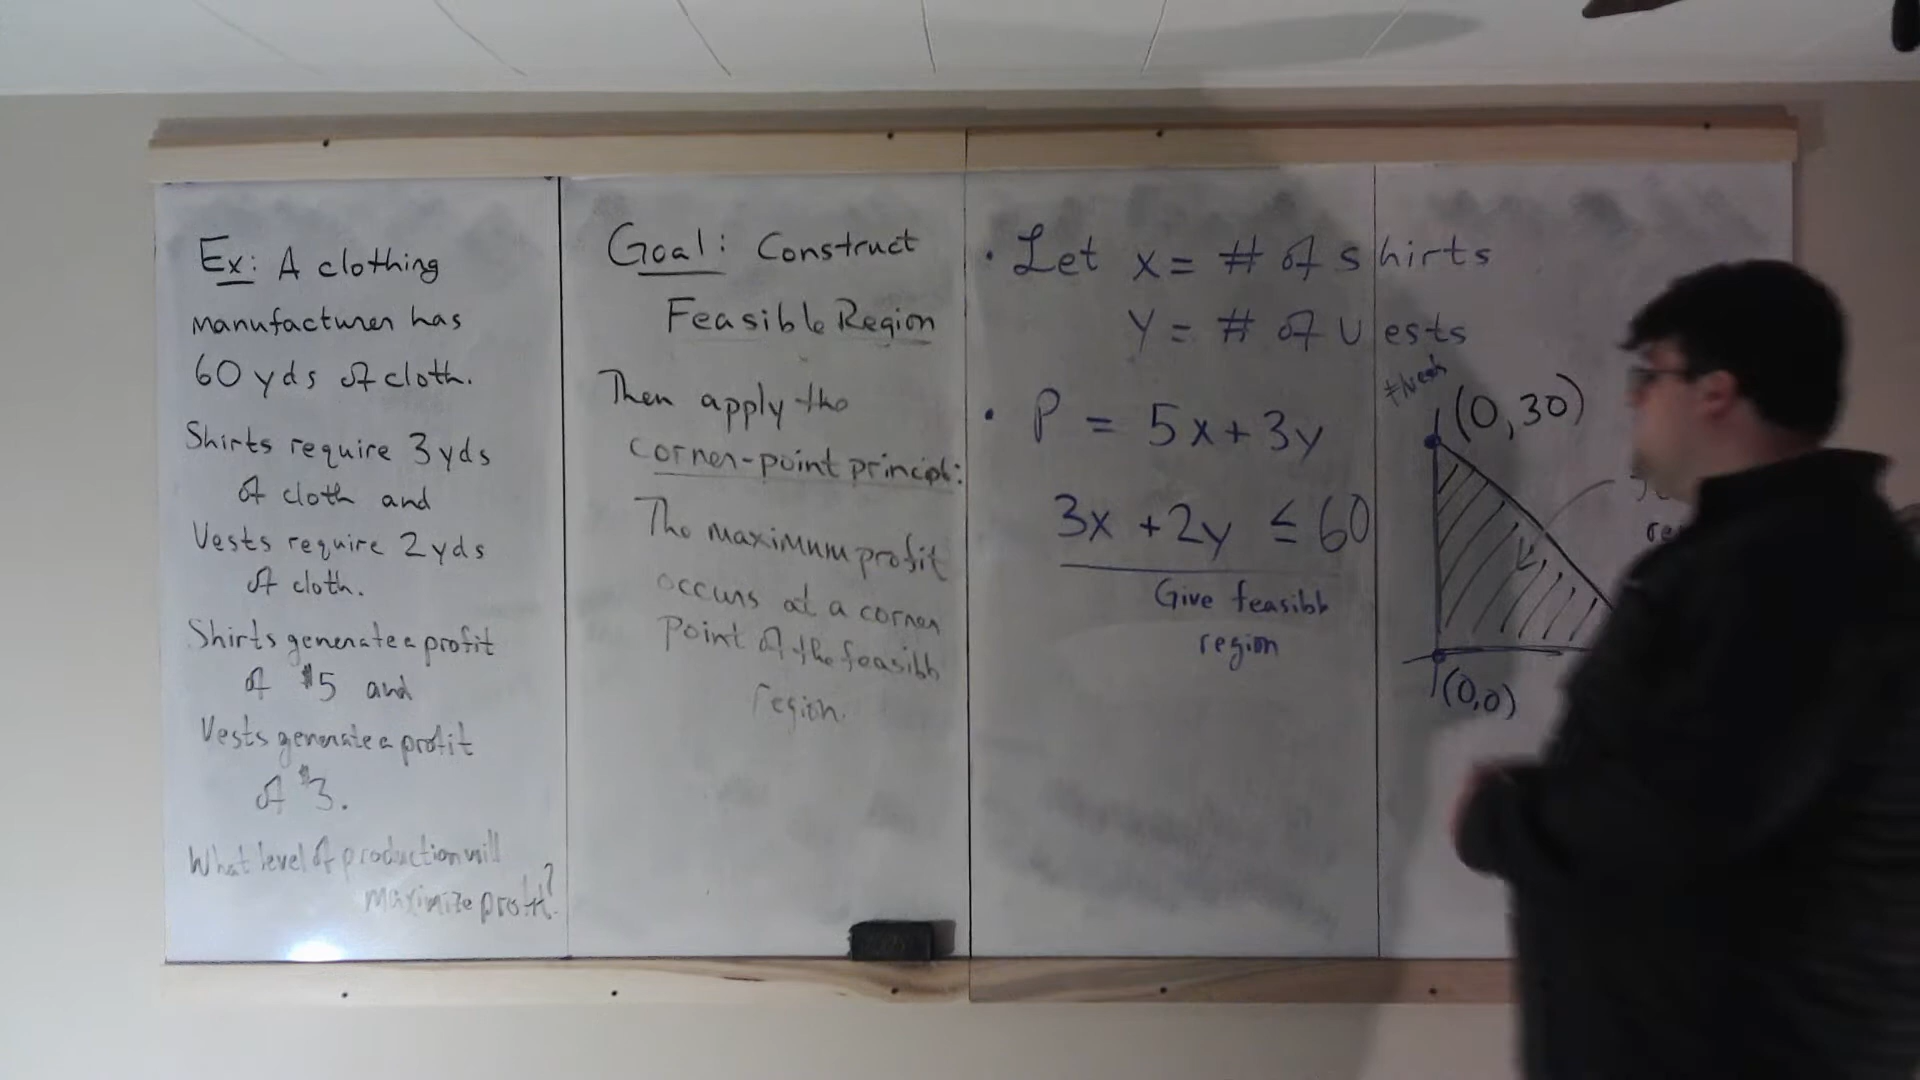 Ex: A clothing
manufacturer has
60 yds of cloth.
Shirts require 3 yds
of cloth and
Vests require 2 yds
of cloth.
Shirts generate a profit
of $5 and
Vests generate a profit
of $3.
What level of production will
maximize profit?
Goal: Construct
Feasible Region
Then apply the
corner-point principle:
The maximum profit
occurs at a corner
point of the feasible
region.
• Let x = # of shirts
y = # of vests
• P = 5x + 3y
3x + 2y ≤ 60
Give feasible
region
(0,30)
(0,0)